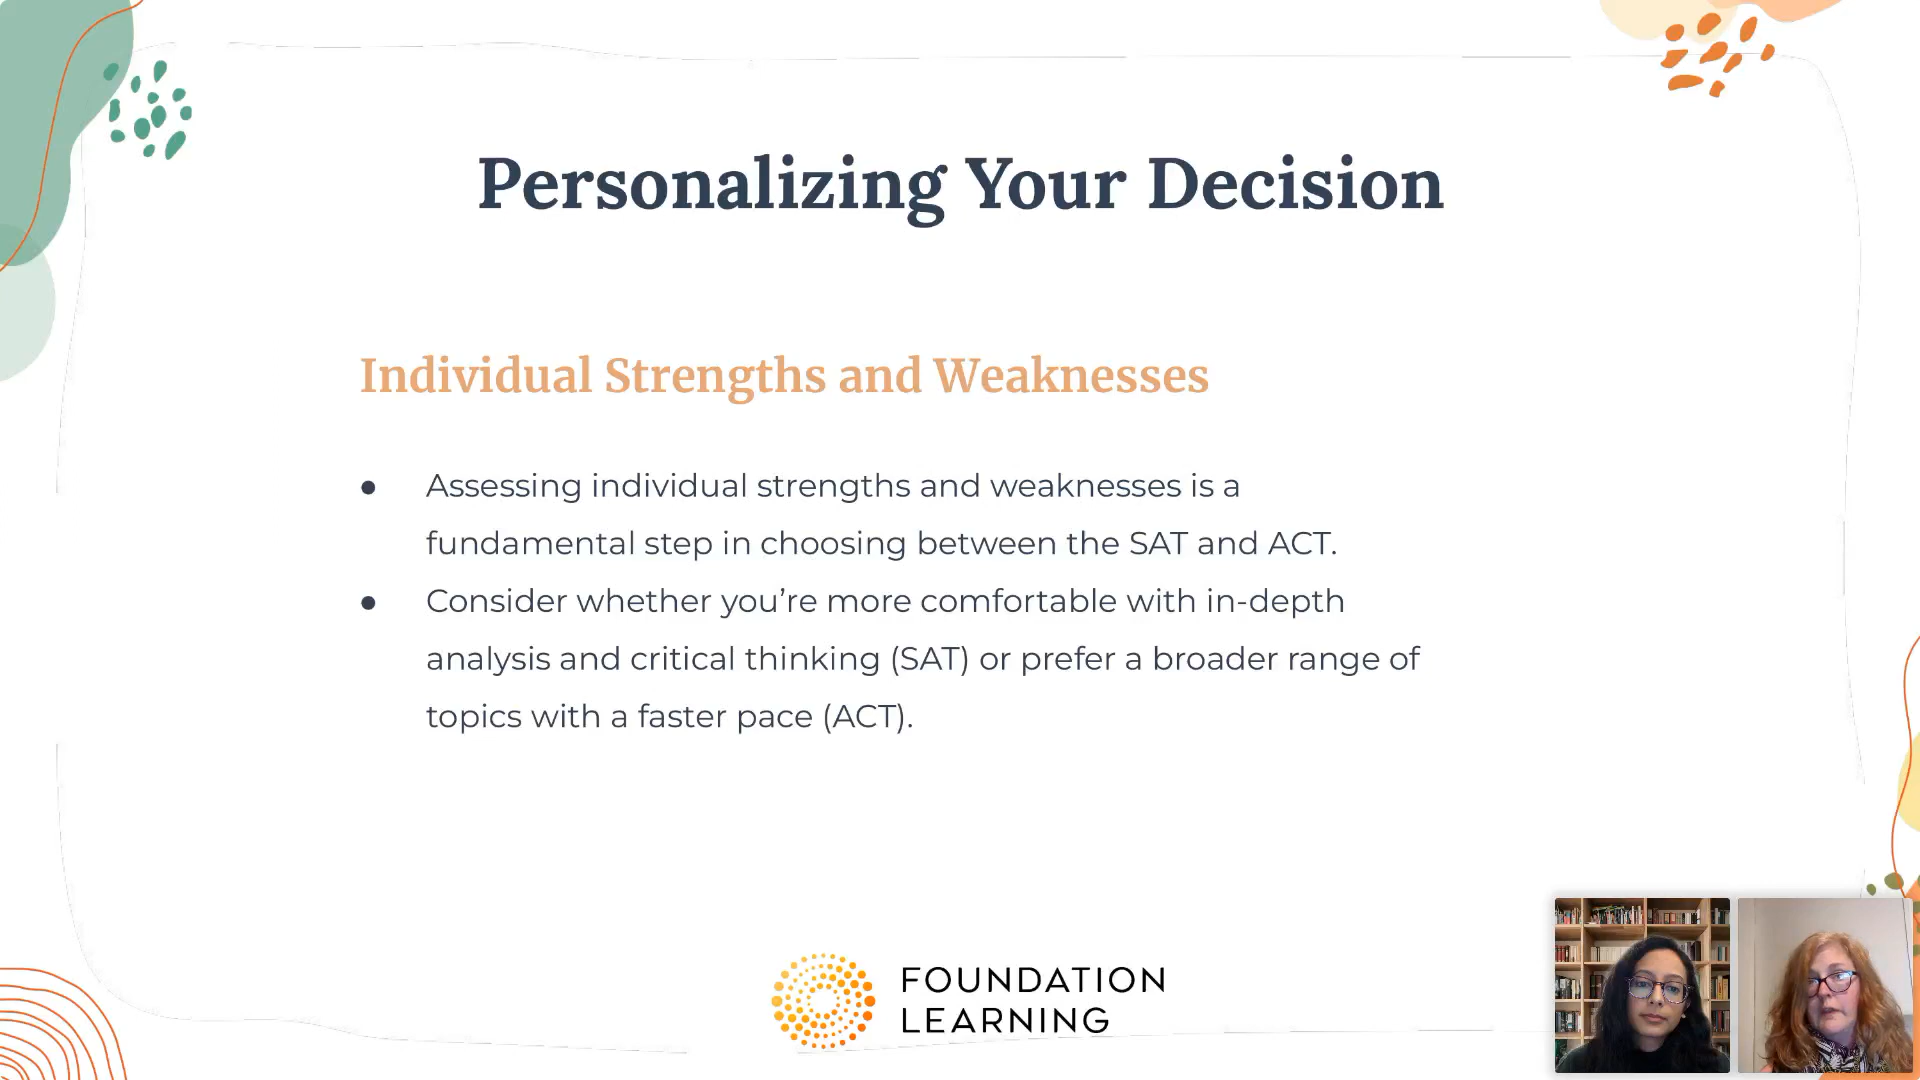 Personalizing Your Decision
Individual Strengths and Weaknesses
● Assessing individual strengths and weaknesses is a
fundamental step in choosing between the SAT and ACT.
● Consider whether you’re more comfortable with in-depth
analysis and critical thinking (SAT) or prefer a broader range of
topics with a faster pace (ACT).
FOUNDATION
LEARNING